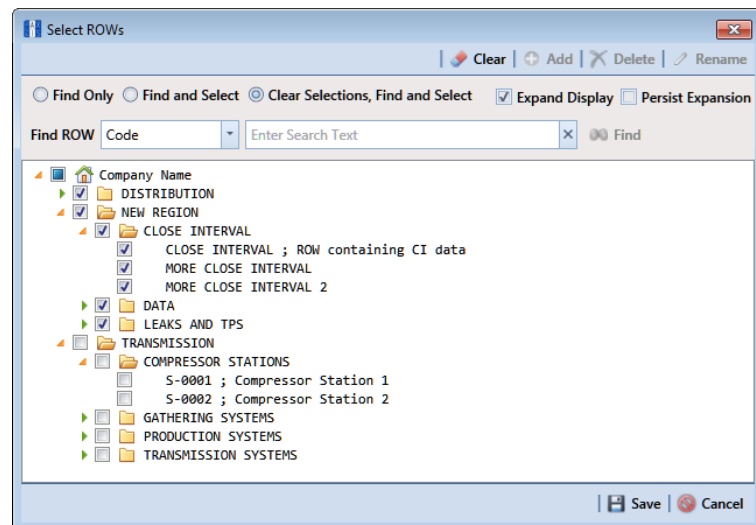 Select ROWs
Clear Add Delete Rename
Find Only Find and Select Clear Selections, Find and Select Expand Display Persist Expansion
Find ROW Code Enter Search Text Find
Company Name
DISTRIBUTION
NEW REGION
CLOSE INTERVAL
CLOSE INTERVAL ; ROW containing CI data
MORE CLOSE INTERVAL
MORE CLOSE INTERVAL 2
DATA
LEAKS AND TPS
TRANSMISSION
COMPRESSOR STATIONS
S-0001 ; Compressor Station 1
S-0002 ; Compressor Station 2
GATHERING SYSTEMS
PRODUCTION SYSTEMS
TRANSMISSION SYSTEMS
Save Cancel